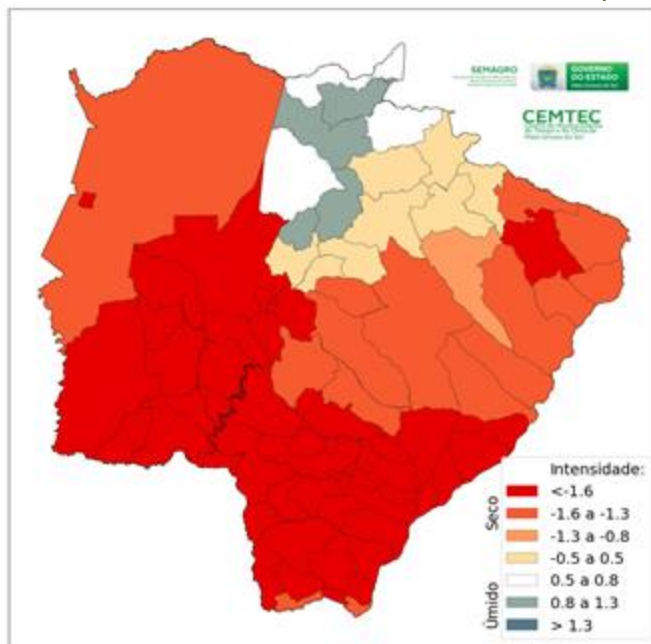 SEMAGRO
GOVERNO
DO ESTADO
CEMTEC
Intensidade:
Seco
<-1.6
-1.6 a -1.3
-1.3 a -0.8
-0.5 a 0.5
Úmido
0.5 a 0.8
0.8 a 1.3
> 1.3